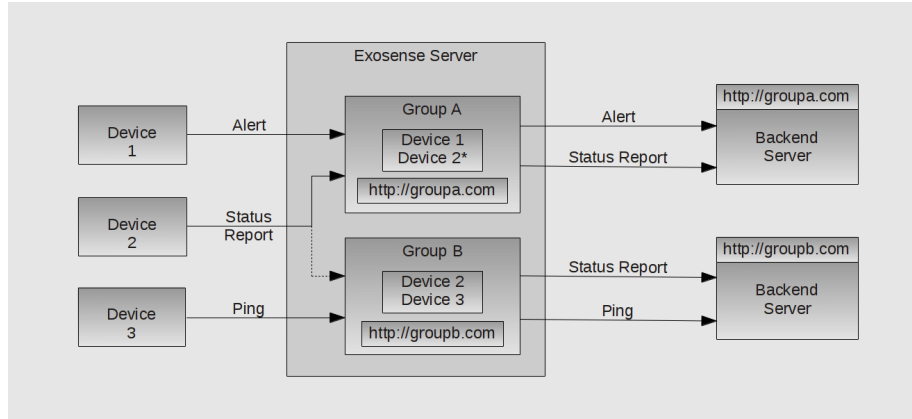 Exosense Server
Device
1
Alert
Group A
Device 1
Device 2*
http://groupa.com
Alert
Status Report
http://groupa.com
Backend
Server
Device
2
Status
Report
Group B
Device 2
Device 3
http://groupb.com
Status Report
Ping
http://groupb.com
Backend
Server
Device
3
Ping